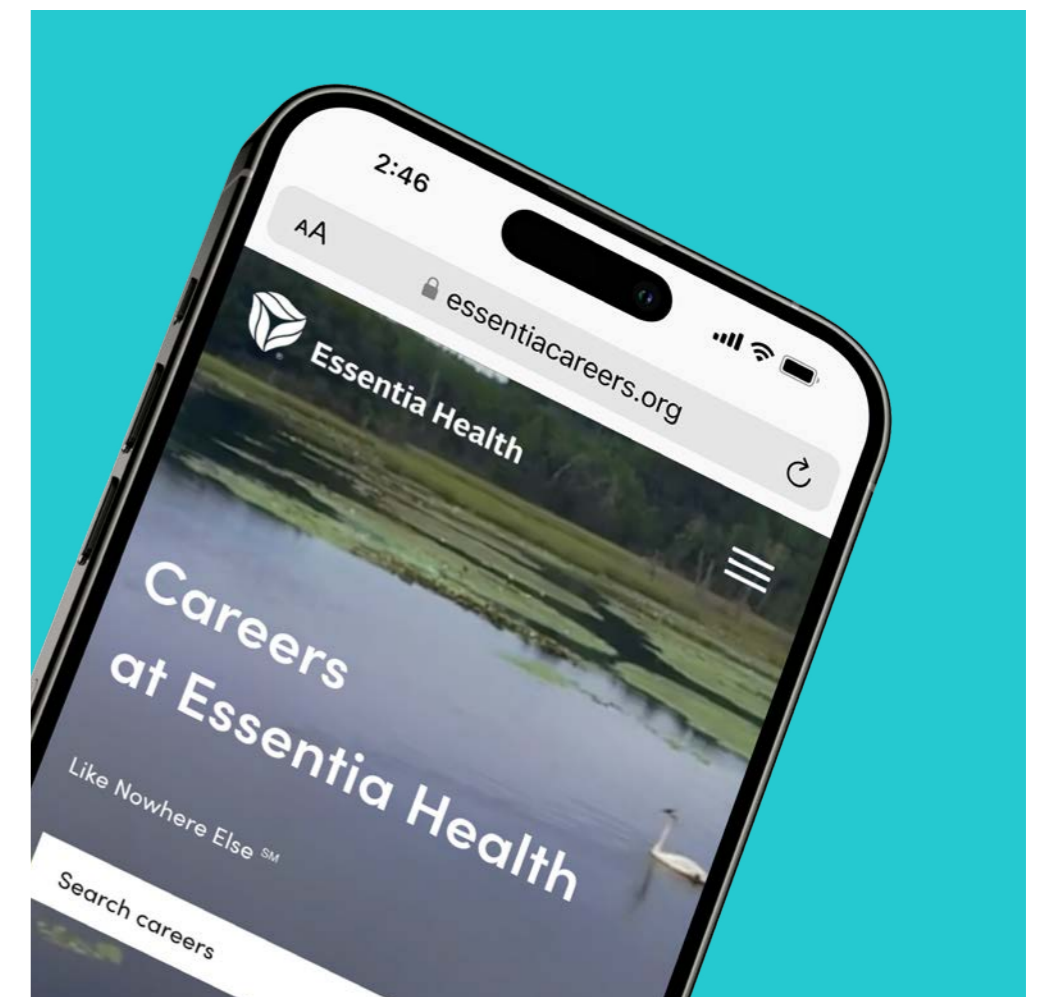 2:46
AA
essentiacareers.org
Essentia Health
Careers
at Essentia Health
Like Nowhere Else SM
Search careers